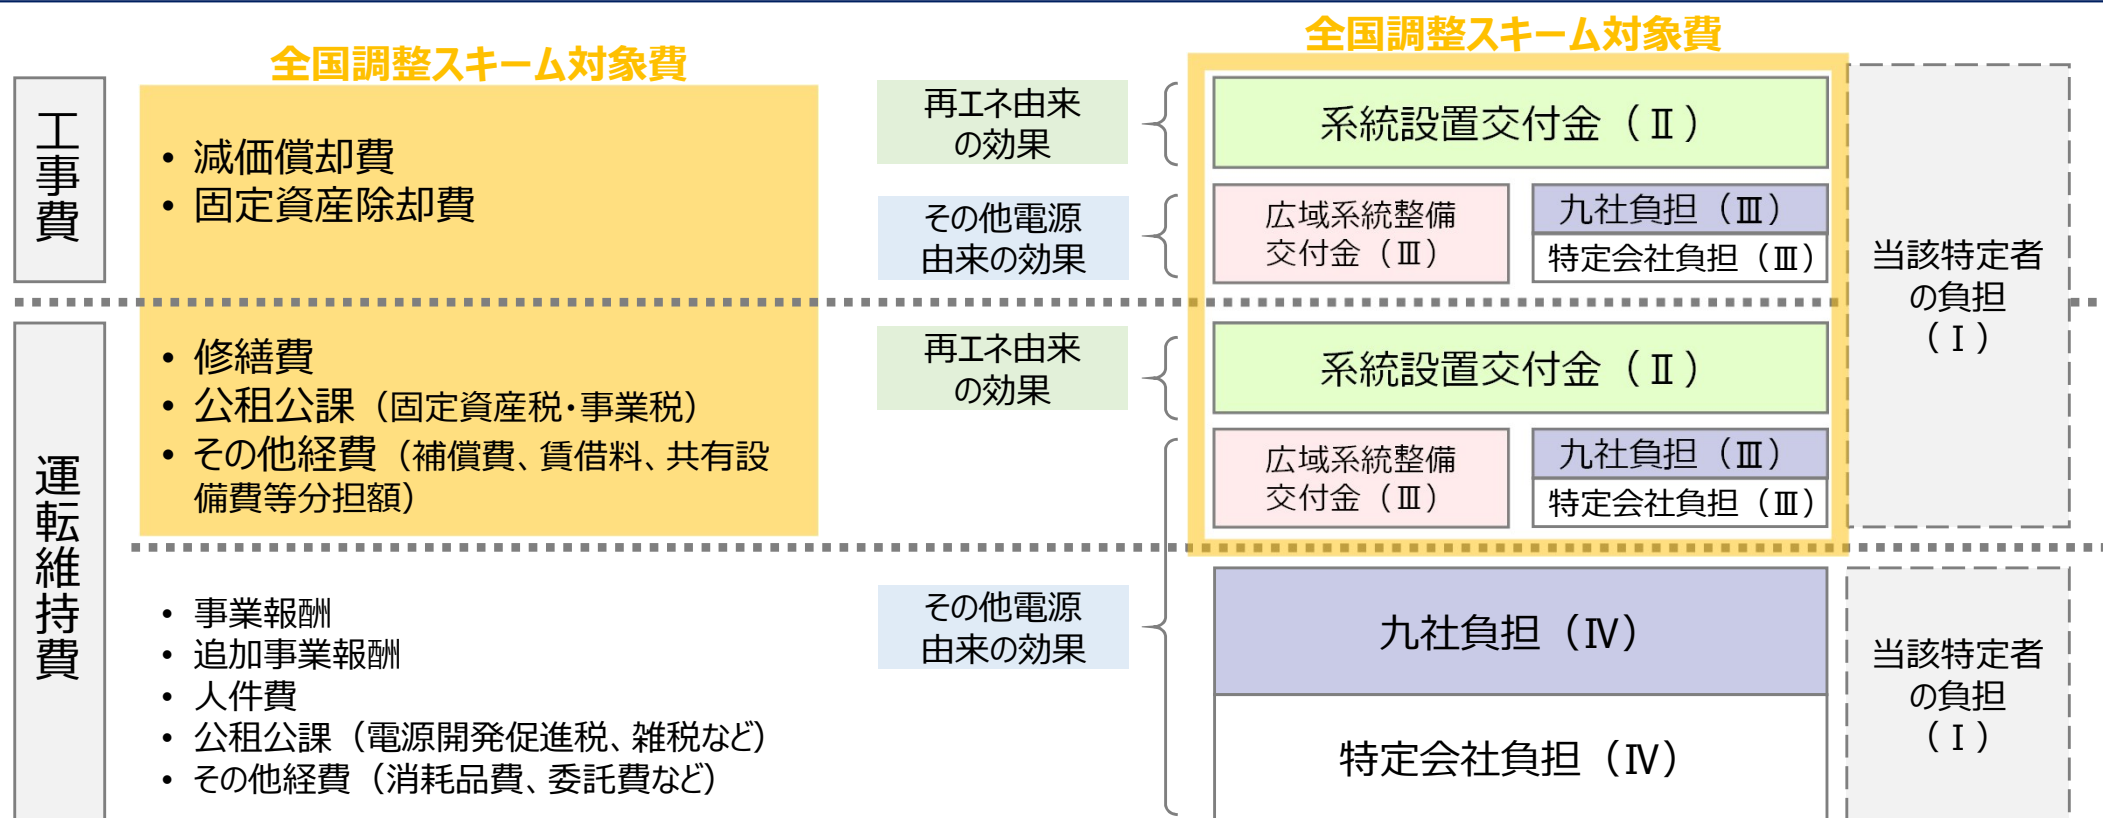 全国調整スキーム対象費
全国調整スキーム対象費
工事費
• 減価償却費
• 固定資産除却費
再エネ由来
の効果
系統設置交付金（Ⅱ）
その他電源
由来の効果
広域系統整備
交付金（Ⅲ）
九社負担（Ⅲ）
特定会社負担（Ⅲ）
当該特定者
の負担
（Ⅰ）
運転維持費
• 修繕費
• 公租公課（固定資産税・事業税）
• その他経費（補償費、賃借料、共有設
備費等分担額）
再エネ由来
の効果
系統設置交付金（Ⅱ）
広域系統整備
交付金（Ⅲ）
九社負担（Ⅲ）
特定会社負担（Ⅲ）
• 事業報酬
• 追加事業報酬
• 人件費
• 公租公課（電源開発促進税、雑税など）
• その他経費（消耗品費、委託費など）
その他電源
由来の効果
九社負担（Ⅳ）
特定会社負担（Ⅳ）
当該特定者
の負担
（Ⅰ）